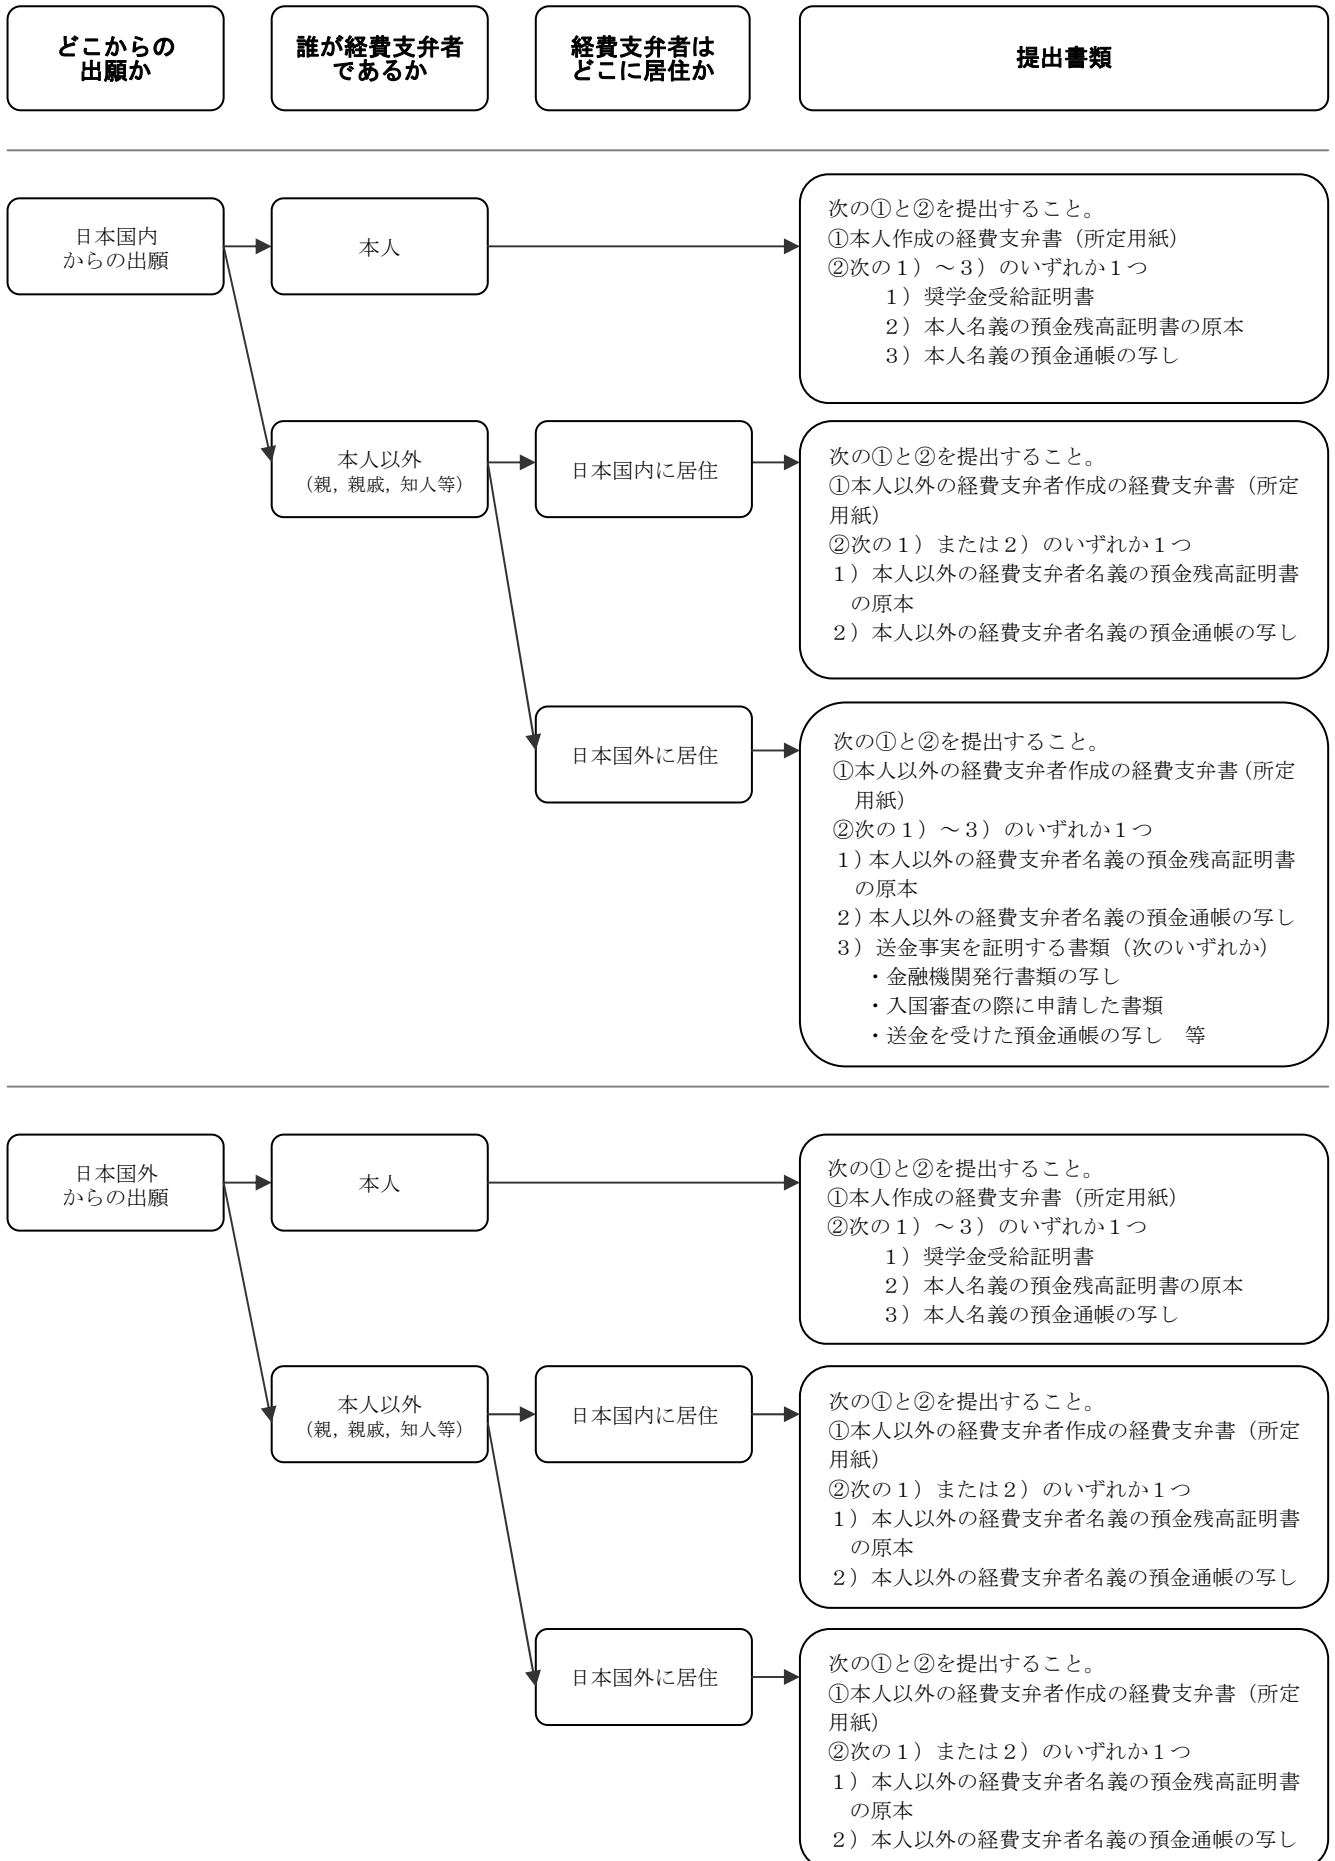 どこからの
出願か
誰が経費支弁者
であるか
経費支弁者は
どこに居住か
提出書類
日本国内
からの出願
本人
次の①と②を提出すること。
①本人作成の経費支弁書（所定用紙）
②次の１）～３）のいずれか１つ
１）奨学金受給証明書
２）本人名義の預金残高証明書の原本
３）本人名義の預金通帳の写し
本人以外
（親，親戚，知人等）
日本国内に居住
次の①と②を提出すること。
①本人以外の経費支弁者作成の経費支弁書（所定
用紙）
②次の１）または２）のいずれか１つ
１）本人以外の経費支弁者名義の預金残高証明書
の原本
２）本人以外の経費支弁者名義の預金通帳の写し
日本国外に居住
次の①と②を提出すること。
①本人以外の経費支弁者作成の経費支弁書（所定
用紙）
②次の１）～３）のいずれか１つ
１）本人以外の経費支弁者名義の預金残高証明書
の原本
２）本人以外の経費支弁者名義の預金通帳の写し
３）送金事実を証明する書類（次のいずれか）
・金融機関発行書類の写し
・入国審査の際に申請した書類
・送金を受けた預金通帳の写し　等
日本国外
からの出願
本人
次の①と②を提出すること。
①本人作成の経費支弁書（所定用紙）
②次の１）～３）のいずれか１つ
１）奨学金受給証明書
２）本人名義の預金残高証明書の原本
３）本人名義の預金通帳の写し
本人以外
（親，親戚，知人等）
日本国内に居住
次の①と②を提出すること。
①本人以外の経費支弁者作成の経費支弁書（所定
用紙）
②次の１）または２）のいずれか１つ
１）本人以外の経費支弁者名義の預金残高証明書
の原本
２）本人以外の経費支弁者名義の預金通帳の写し
日本国外に居住
次の①と②を提出すること。
①本人以外の経費支弁者作成の経費支弁書（所定
用紙）
②次の１）または２）のいずれか１つ
１）本人以外の経費支弁者名義の預金残高証明書
の原本
２）本人以外の経費支弁者名義の預金通帳の写し